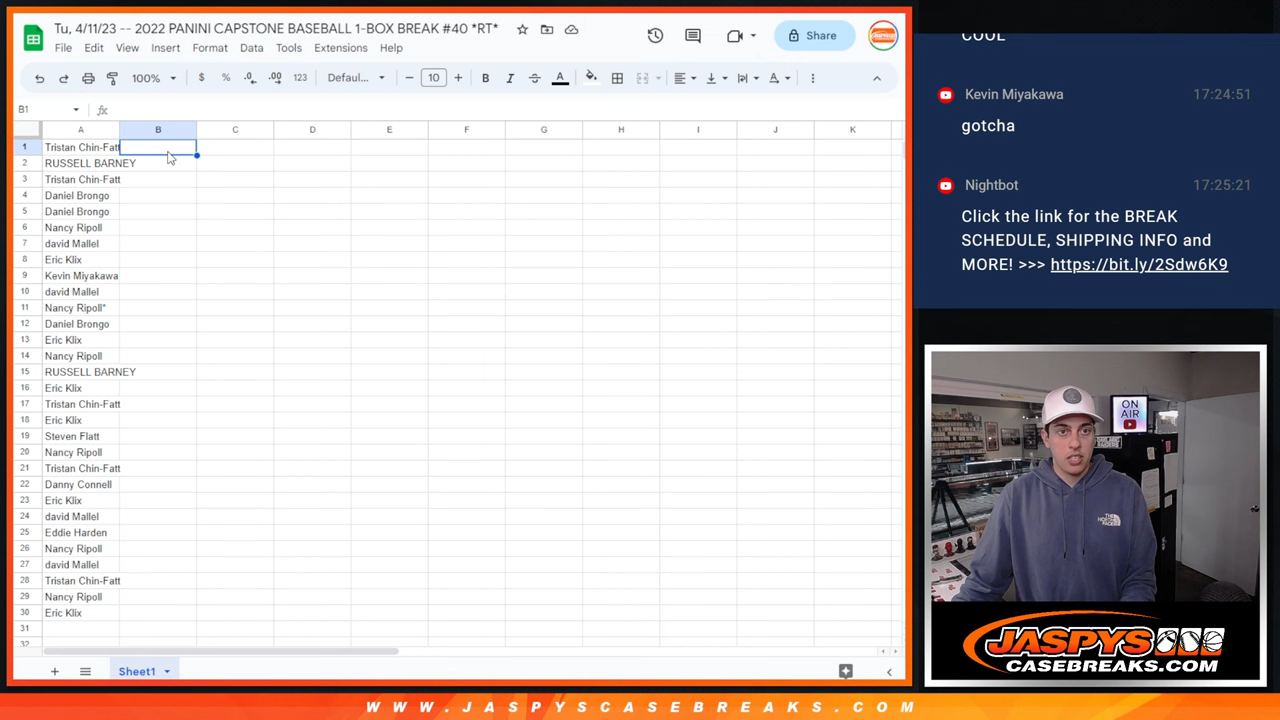 Tu, 4/11/23 -- 2022 PANINI CAPSTONE BASEBALL 1-BOX BREAK #40 *RT*
File Edit View Insert Format Data Tools Extensions Help
Share
100% $ % .0 .00 123 Defaul... 10 B I A
B1 fx
A B C D E F G H I J K
1 Tristan Chin-Fatt
2 RUSSELL BARNEY
3 Tristan Chin-Fatt
4 Daniel Brongo
5 Daniel Brongo
6 Nancy Ripoll
7 david Mallel
8 Eric Klix
9 Kevin Miyakawa
10 david Mallel
11 Nancy Ripoll*
12 Daniel Brongo
13 Eric Klix
14 Nancy Ripoll
15 RUSSELL BARNEY
16 Eric Klix
17 Tristan Chin-Fatt
18 Eric Klix
19 Steven Flatt
20 Nancy Ripoll
21 Tristan Chin-Fatt
22 Danny Connell
23 Eric Klix
24 david Mallel
25 Eddie Harden
26 Nancy Ripoll
27 david Mallel
28 Tristan Chin-Fatt
29 Nancy Ripoll
30 Eric Klix
31
32
Sheet1
COOL
Kevin Miyakawa 17:24:51
gotcha
Nightbot 17:25:21
Click the link for the BREAK
SCHEDULE, SHIPPING INFO and
MORE! >>> https://bit.ly/2Sdw6K9
ON
AIR
THE
NORTH
FACE
JASPYS
CASEBREAKS.COM
WWW.JASPYSCASEBREAKS.COM